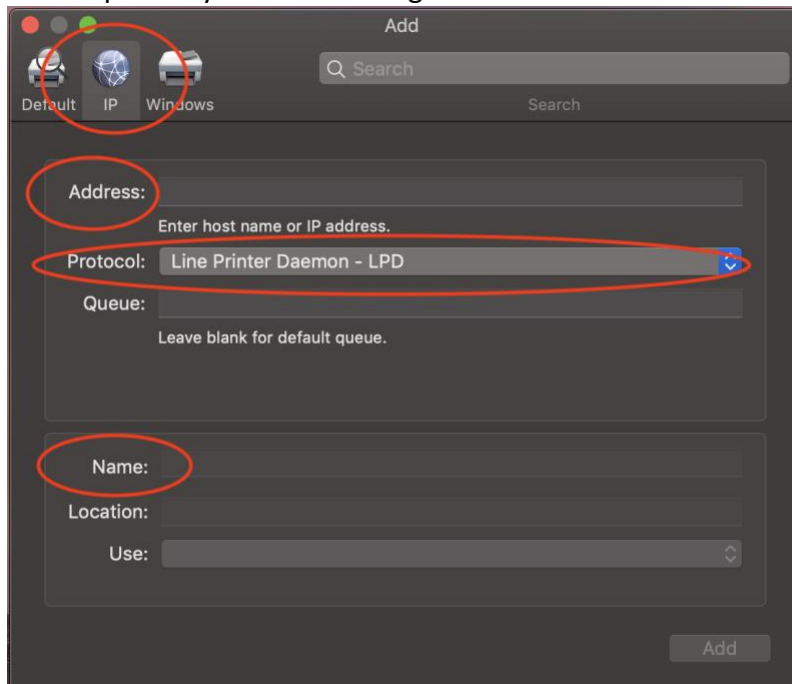 Add
Search
Default IP Windows Search
Address:
Enter host name or IP address.
Protocol: Line Printer Daemon - LPD
Queue:
Leave blank for default queue.
Name:
Location:
Use:
Add